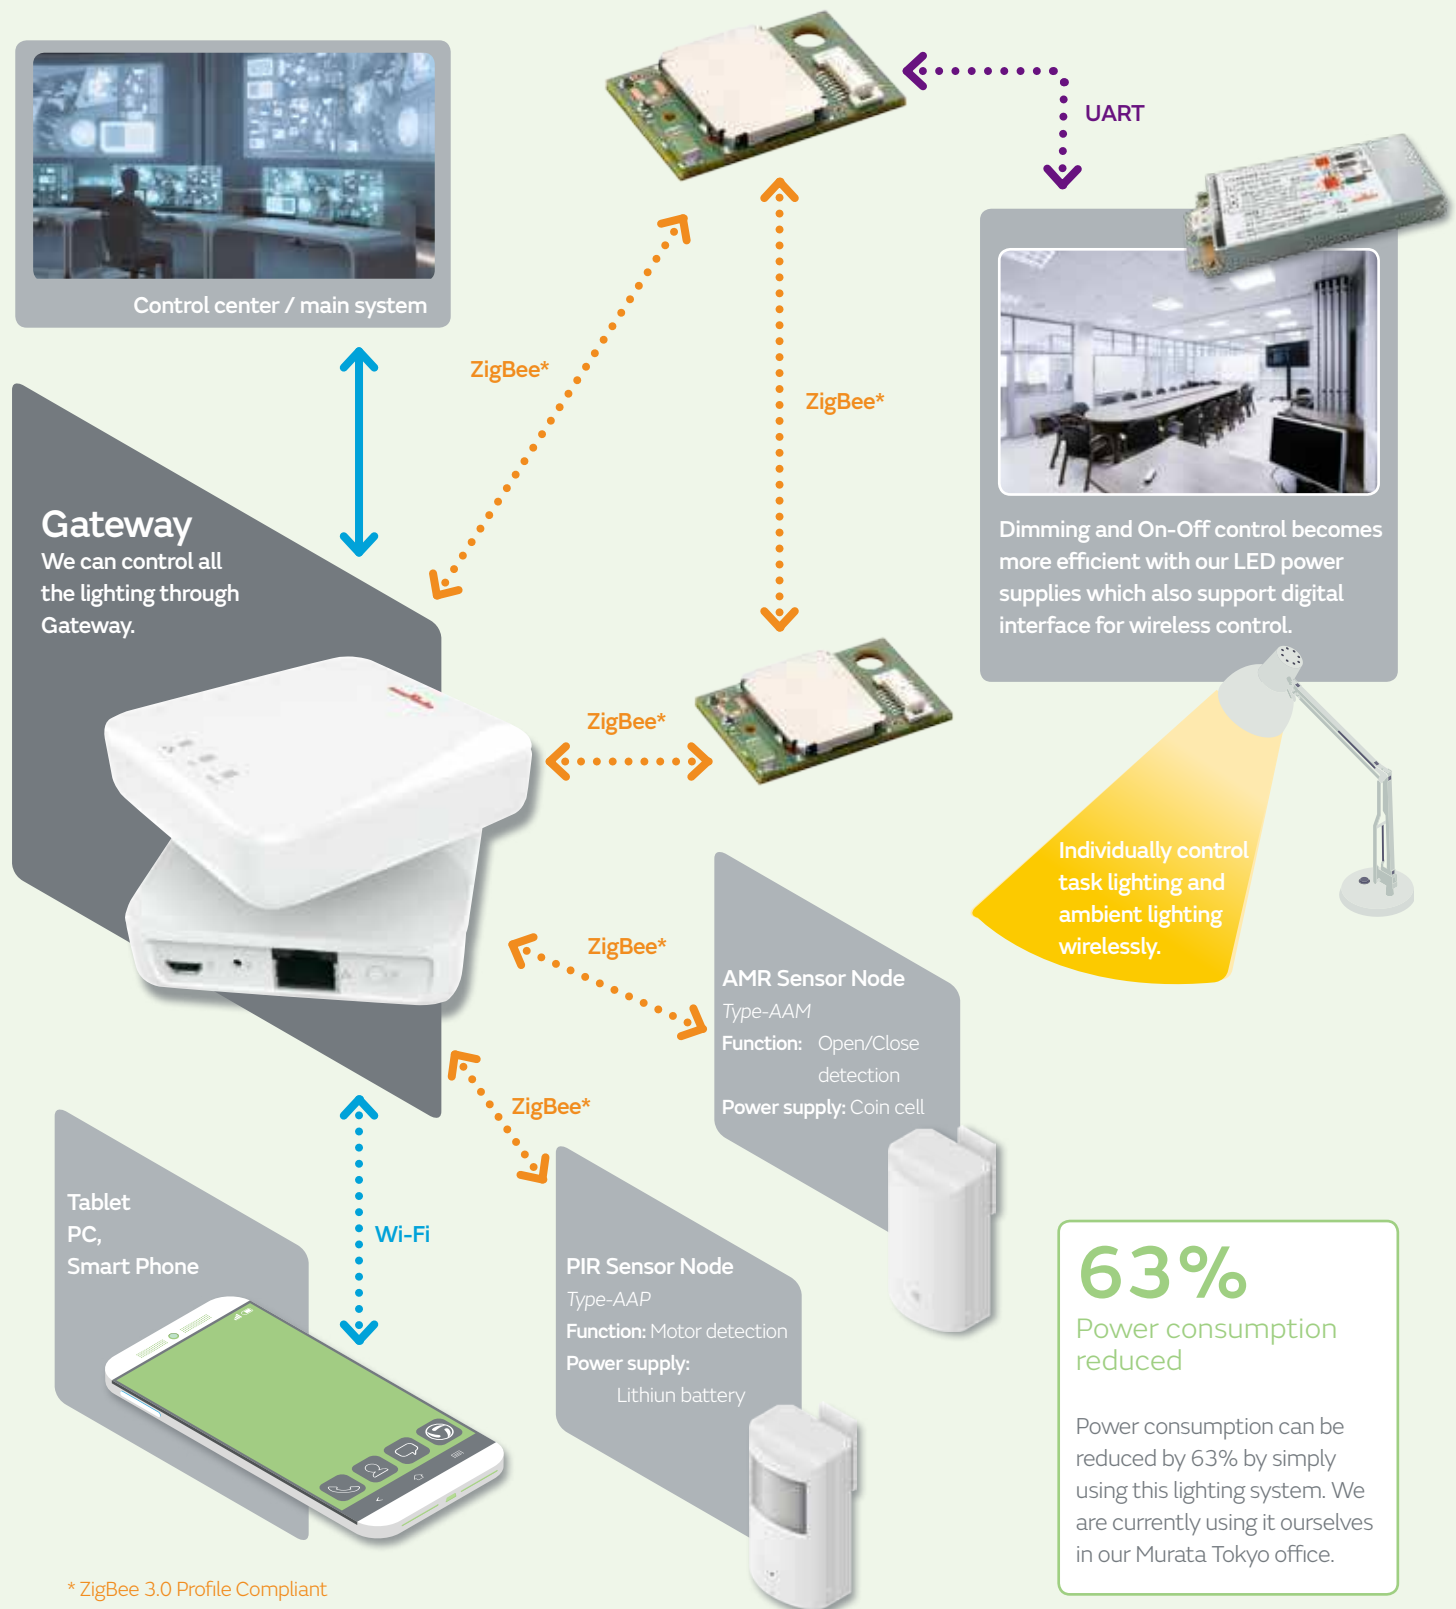 Control center / main system
UART
ZigBee*
ZigBee*
Gateway
We can control all
the lighting through
Gateway.
Dimming and On-Off control becomes
more efficient with our LED power
supplies which also support digital
interface for wireless control.
ZigBee*
Individually control
task lighting and
ambient lighting
wirelessly.
ZigBee*
AMR Sensor Node
Type-AAM
Function: Open/Close
detection
Power supply: Coin cell
ZigBee*
Tablet
PC,
Smart Phone
Wi-Fi
PIR Sensor Node
Type-AAP
Function: Motor detection
Power supply:
Lithiun battery
63%
Power consumption
reduced
Power consumption can be
reduced by 63% by simply
using this lighting system. We
are currently using it ourselves
in our Murata Tokyo office.
* ZigBee 3.0 Profile Compliant